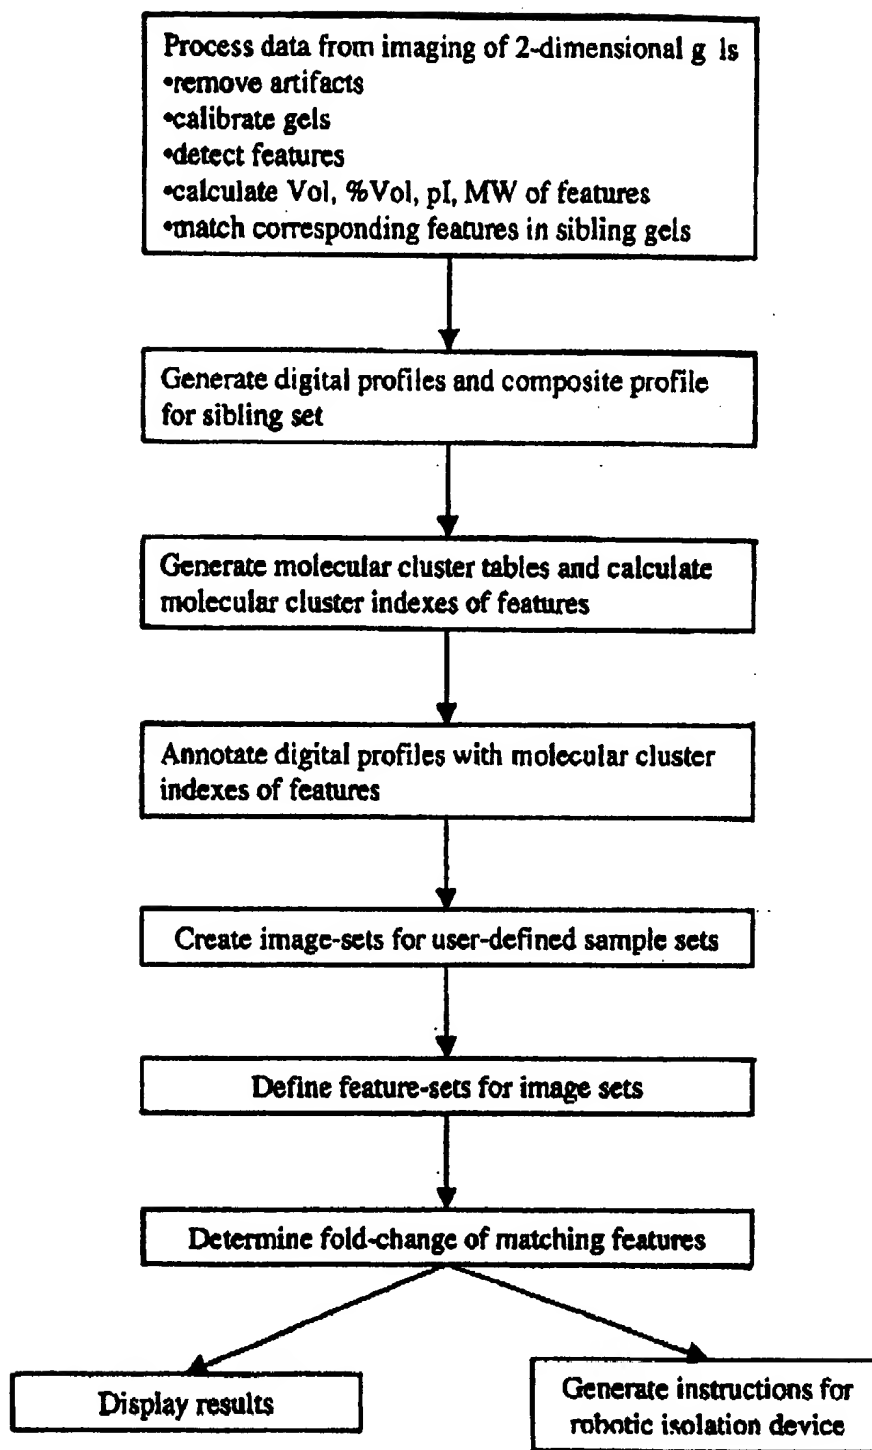 Process data from imaging of 2-dimensional g ls
•remove artifacts
•calibrate gels
•detect features
•calculate Vol, %Vol, pI, MW of features
•match corresponding features in sibling gels
Generate digital profiles and composite profile
for sibling set
Generate molecular cluster tables and calculate
molecular cluster indexes of features
Annotate digital profiles with molecular cluster
indexes of features
Create image-sets for user-defined sample sets
Define feature-sets for image sets
Determine fold-change of matching features
Display results
Generate instructions for
robotic isolation device